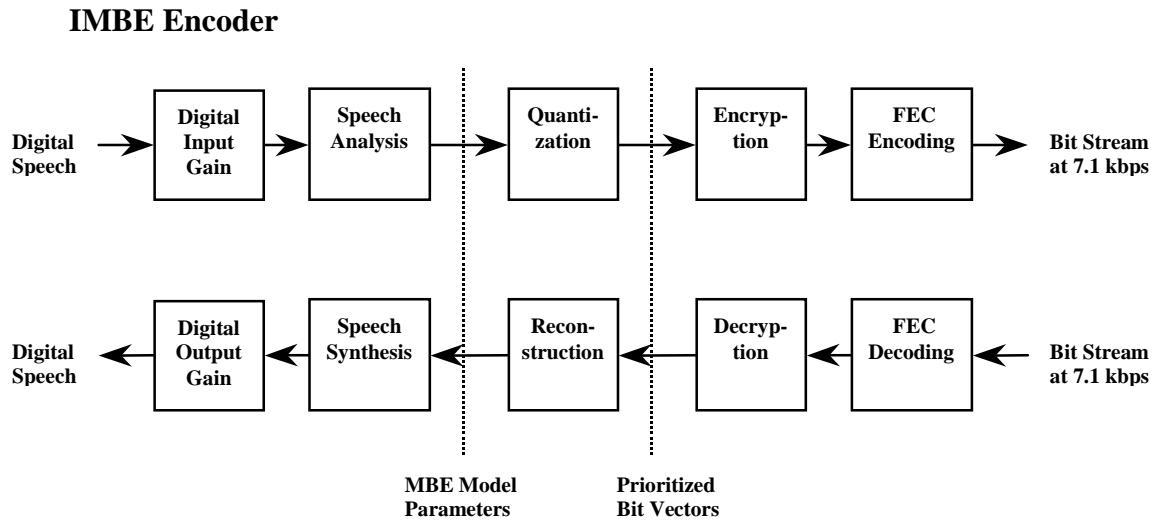 IMBE Encoder
Digital
Speech
Digital
Input
Gain
Speech
Analysis
Quanti-
zation
Encryp-
tion
FEC
Encoding
Bit Stream
at 7.1 kbps
Digital
Speech
Digital
Output
Gain
Speech
Synthesis
Recon-
struction
Decryp-
tion
FEC
Decoding
Bit Stream
at 7.1 kbps
MBE Model
Parameters
Prioritized
Bit Vectors